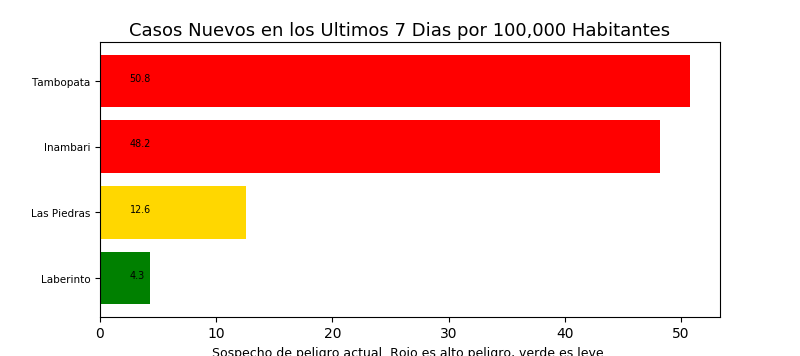 Casos Nuevos en los Ultimos 7 Dias por 100,000 Habitantes
Tambopata 50.8
Inambari 48.2
Las Piedras 12.6
Laberinto 4.3
0 10 20 30 40 50
Sospecho de peligro actual. Rojo es alto peligro, verde es leve